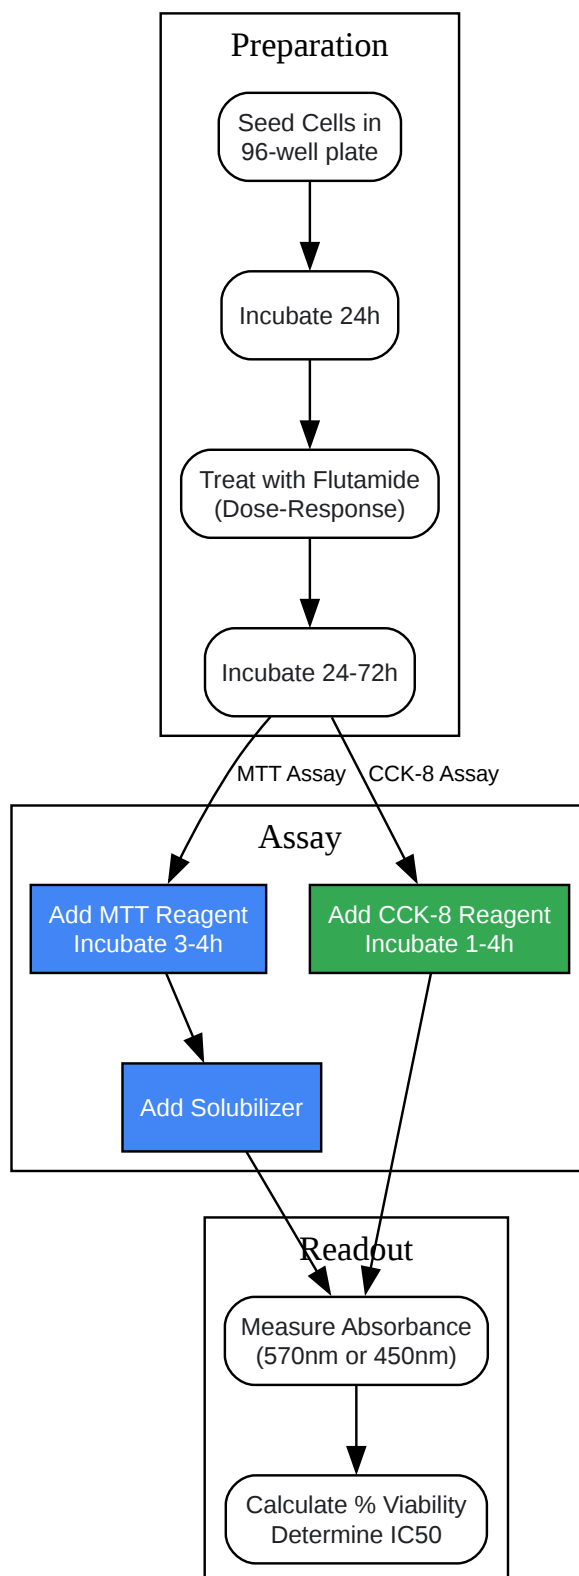 Preparation
Seed Cells in
96-well plate
Incubate 24h
Treat with Flutamide
(Dose-Response)
Incubate 24-72h
MTT Assay
CCK-8 Assay
Assay
Add MTT Reagent
Incubate 3-4h
Add CCK-8 Reagent
Incubate 1-4h
Add Solubilizer
Readout
Measure Absorbance
(570nm or 450nm)
Calculate % Viability
Determine IC50